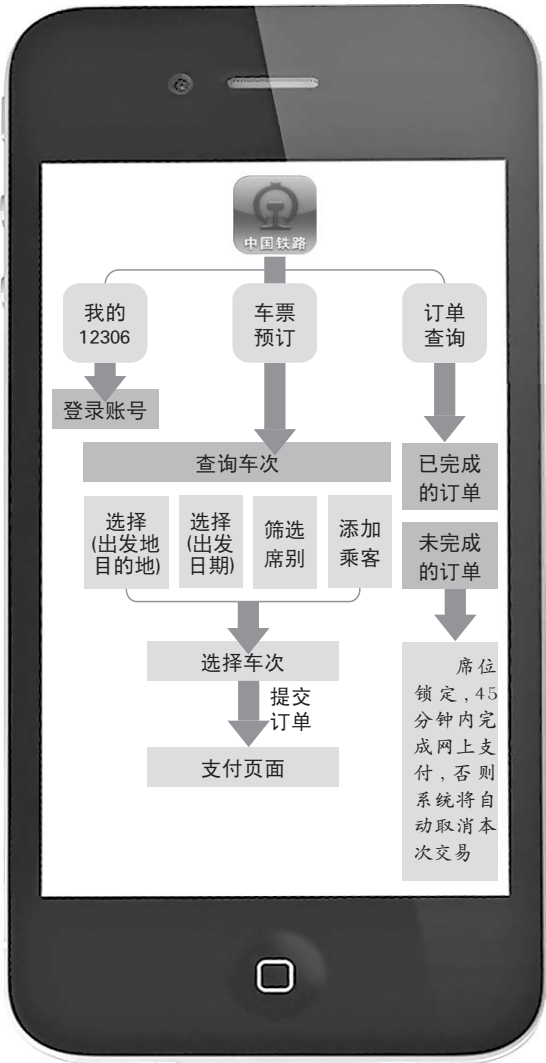 中国铁路
我的
12306
车票
预订
订单
查询
登录账号
查询车次
选择
(出发地
目的地)
选择
(出发
日期)
筛选
席别
添加
乘客
选择车次
提交
订单
支付页面
已完成
的订单
未完成
的订单
席位
锁定,45
分钟内完
成网上支
付,否则
系统将自
动取消本
次交易